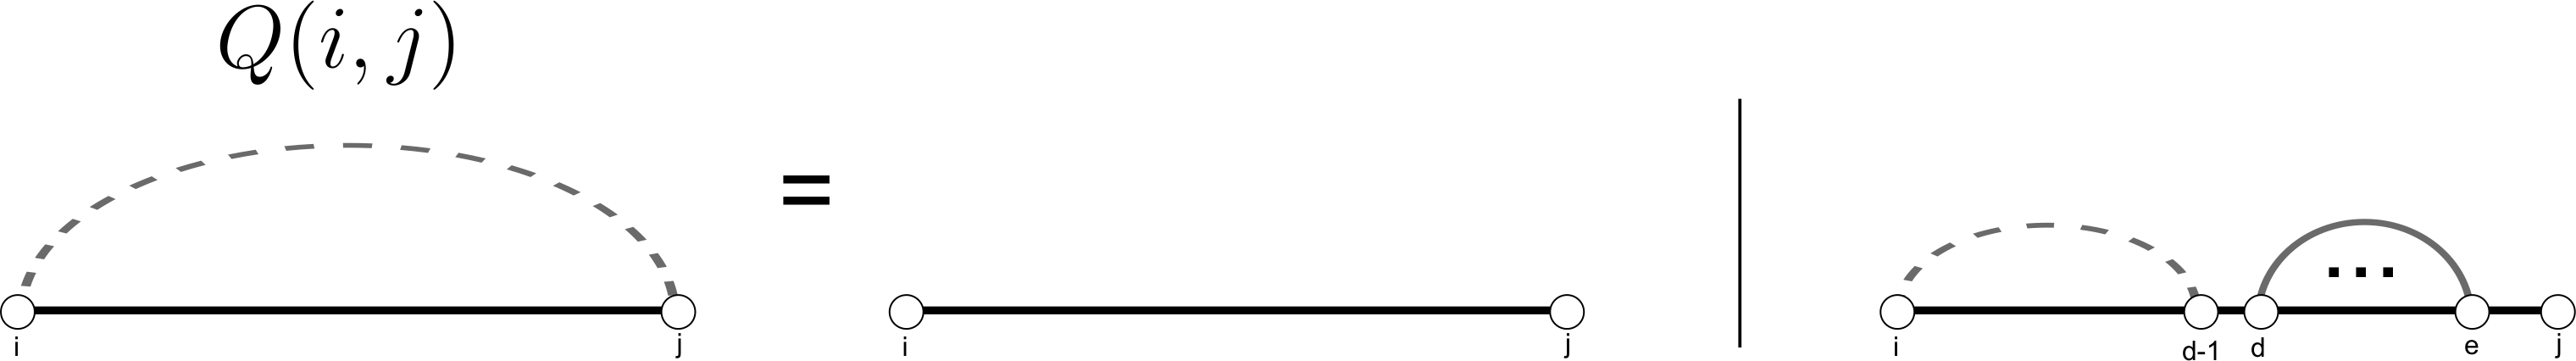 Q(i, j)
=
...
i j i j i d-1 d e j